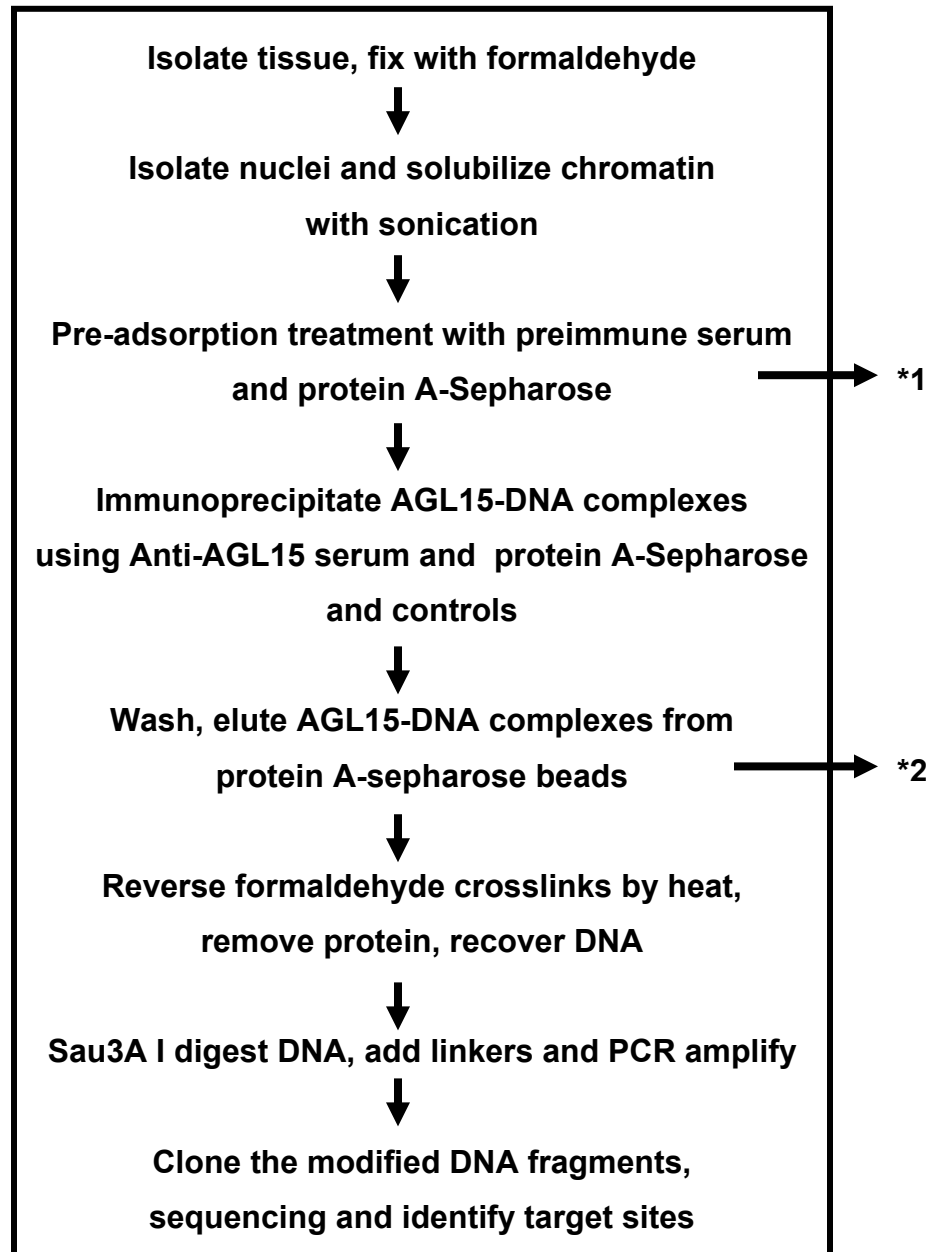 Isolate tissue, fix with formaldehyde
Isolate nuclei and solubilize chromatin
with sonication
Pre-adsorption treatment with preimmune serum
and protein A-Sepharose
*1
Immunoprecipitate AGL15-DNA complexes
using Anti-AGL15 serum and protein A-Sepharose
and controls
Wash, elute AGL15-DNA complexes from
protein A-sepharose beads
*2
Reverse formaldehyde crosslinks by heat,
remove protein, recover DNA
Sau3A I digest DNA, add linkers and PCR amplify
Clone the modified DNA fragments,
sequencing and identify target sites